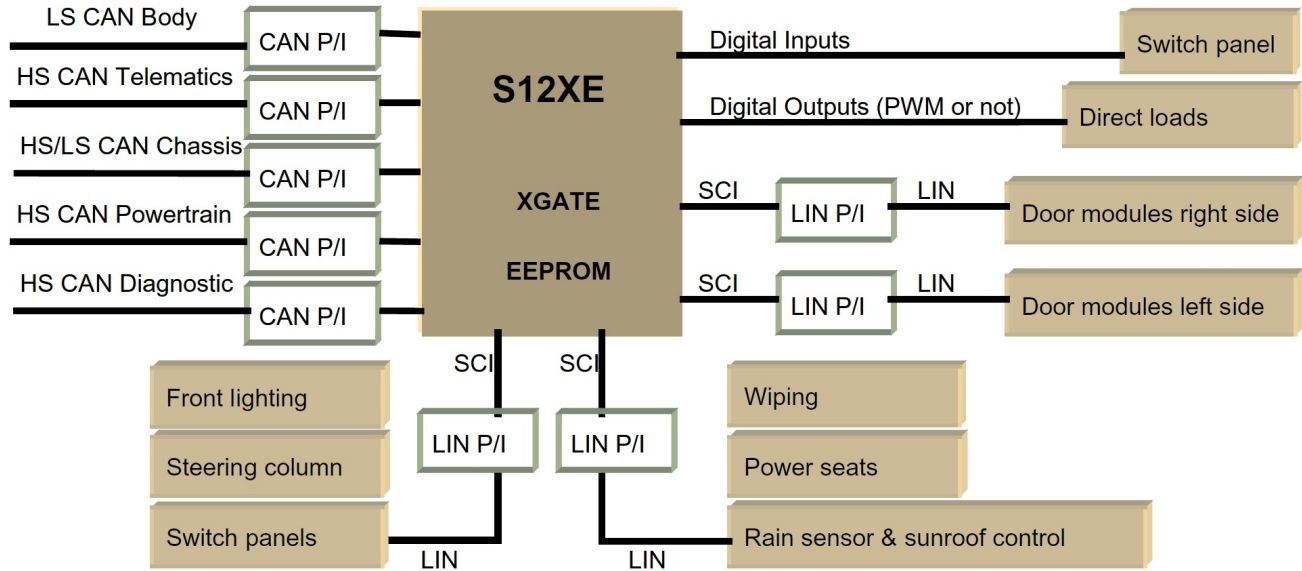 LS CAN Body
CAN P/I
HS CAN Telematics
CAN P/I
HS/LS CAN Chassis
CAN P/I
HS CAN Powertrain
CAN P/I
HS CAN Diagnostic
CAN P/I
S12XE
XGATE
EEPROM
Digital Inputs
Switch panel
Digital Outputs (PWM or not)
Direct loads
SCI
LIN P/I
LIN
Door modules right side
SCI
LIN P/I
LIN
Door modules left side
SCI
SCI
Front lighting
Steering column
Switch panels
LIN P/I
LIN P/I
LIN
LIN
Wiping
Power seats
Rain sensor & sunroof control